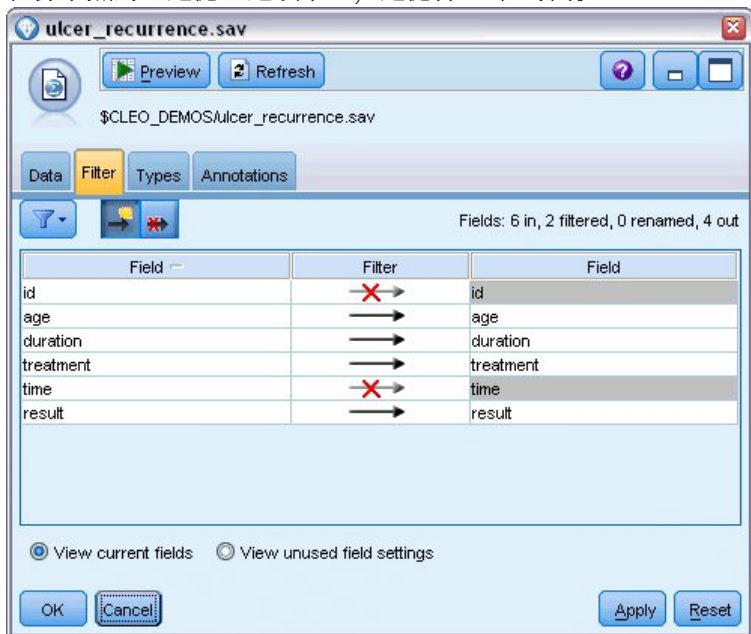 ulcer_recurrence.sav
Preview Refresh
$CLEO_DEMOS/ulcer_recurrence.sav
Data Filter Types Annotations
Fields: 6 in, 2 filtered, 0 renamed, 4 out
Field Filter Field
id id
age age
duration duration
treatment treatment
time time
result result
View current fields View unused field settings
OK Cancel Apply Reset